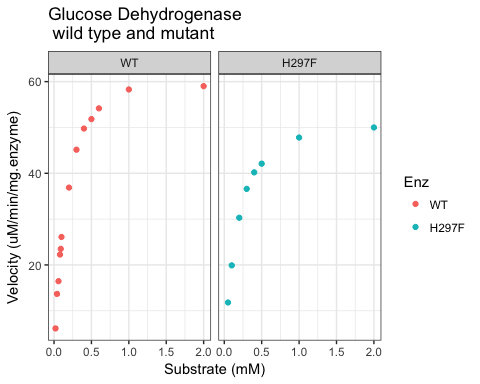 Glucose Dehydrogenase
wild type and mutant
WT
H297F
60
40
20
Velocity (uM/min/mg.enzyme)
0.0
0.5
1.0
1.5
2.0
0.0
0.5
1.0
1.5
2.0
Substrate (mM)
Enz
WT
H297F